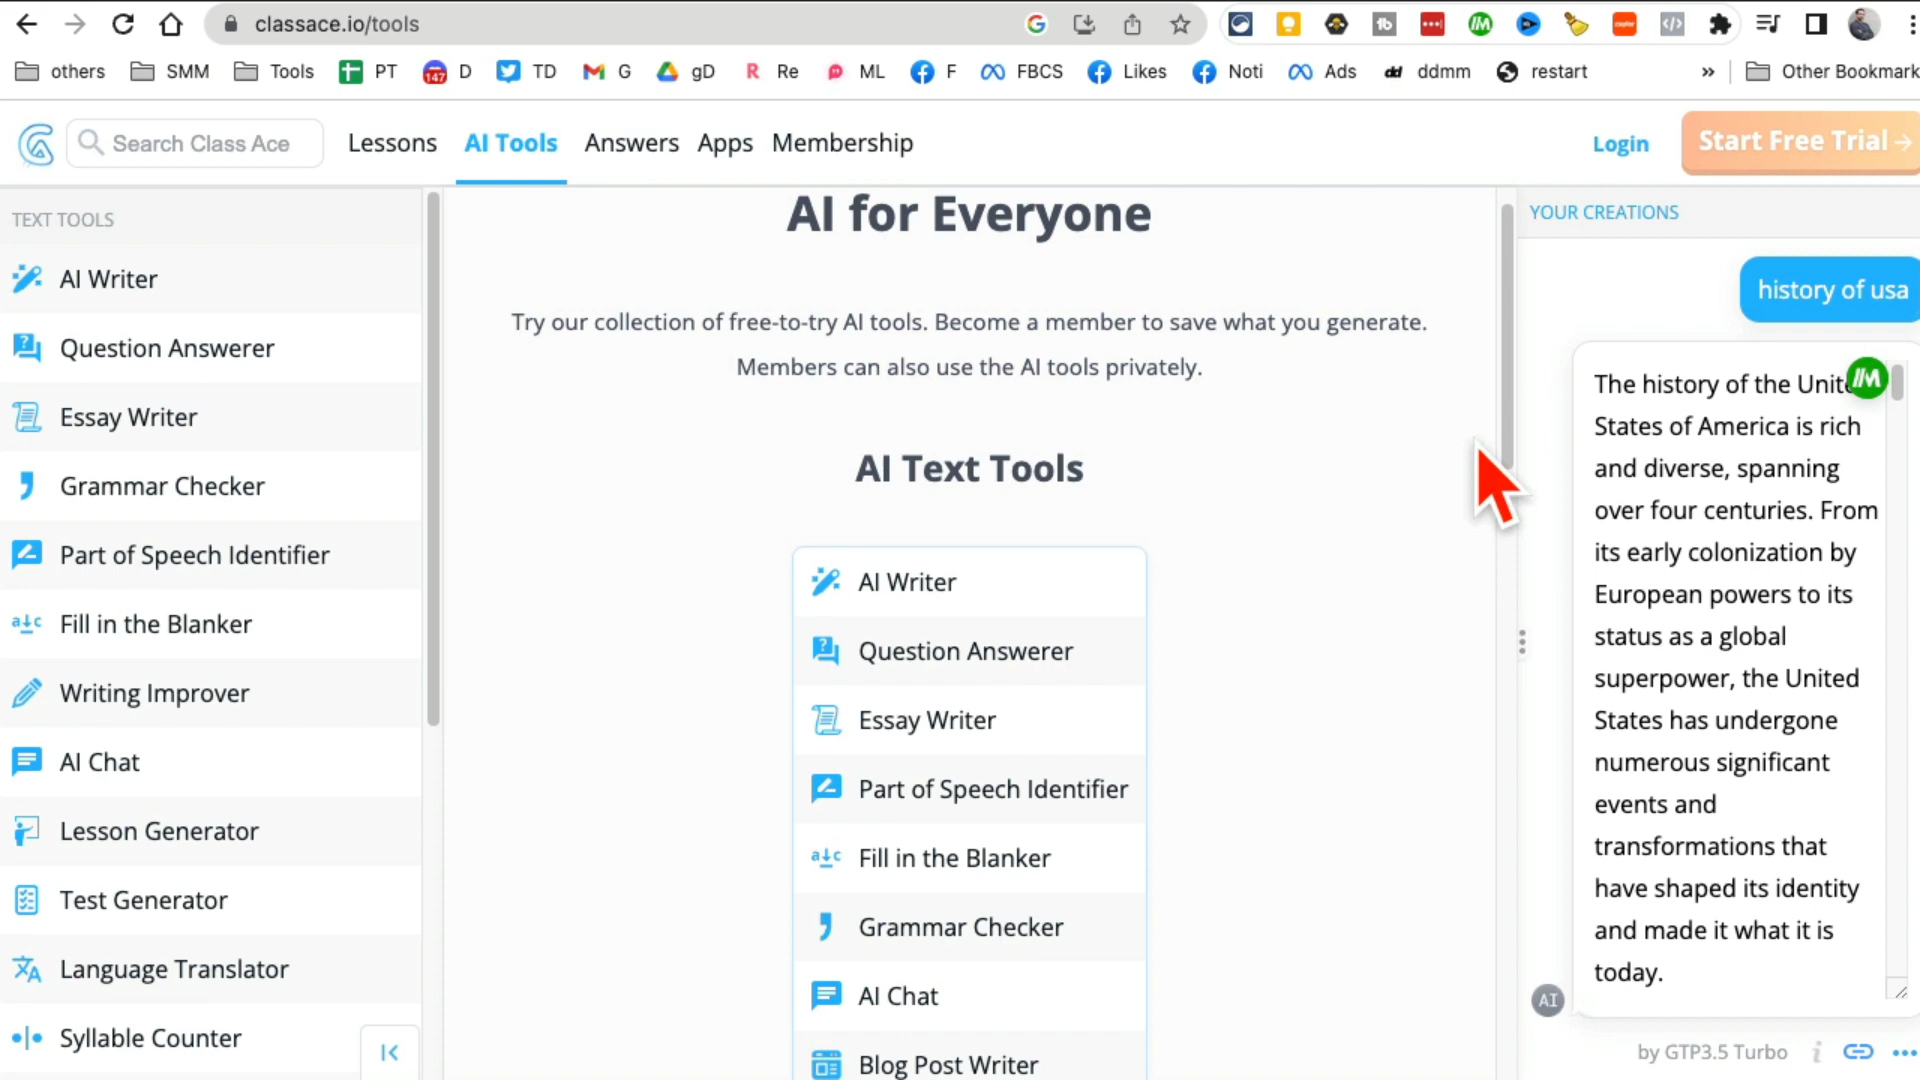 classace.io/tools
others SMM Tools PT 147 D TD G gD Re ML F FBCS Likes Noti Ads ddmm restart » Other Bookmark
Search Class Ace Lessons AI Tools Answers Apps Membership Login Start Free Trial →
TEXT TOOLS
AI Writer
Question Answerer
Essay Writer
Grammar Checker
Part of Speech Identifier
Fill in the Blanker
Writing Improver
AI Chat
Lesson Generator
Test Generator
Language Translator
Syllable Counter
AI for Everyone
Try our collection of free-to-try AI tools. Become a member to save what you generate.
Members can also use the AI tools privately.
AI Text Tools
AI Writer
Question Answerer
Essay Writer
Part of Speech Identifier
Fill in the Blanker
Grammar Checker
AI Chat
Blog Post Writer
YOUR CREATIONS
history of usa
The history of the Unite
States of America is rich
and diverse, spanning
over four centuries. From
its early colonization by
European powers to its
status as a global
superpower, the United
States has undergone
numerous significant
events and
transformations that
have shaped its identity
and made it what it is
today.
AI
by GTP3.5 Turbo